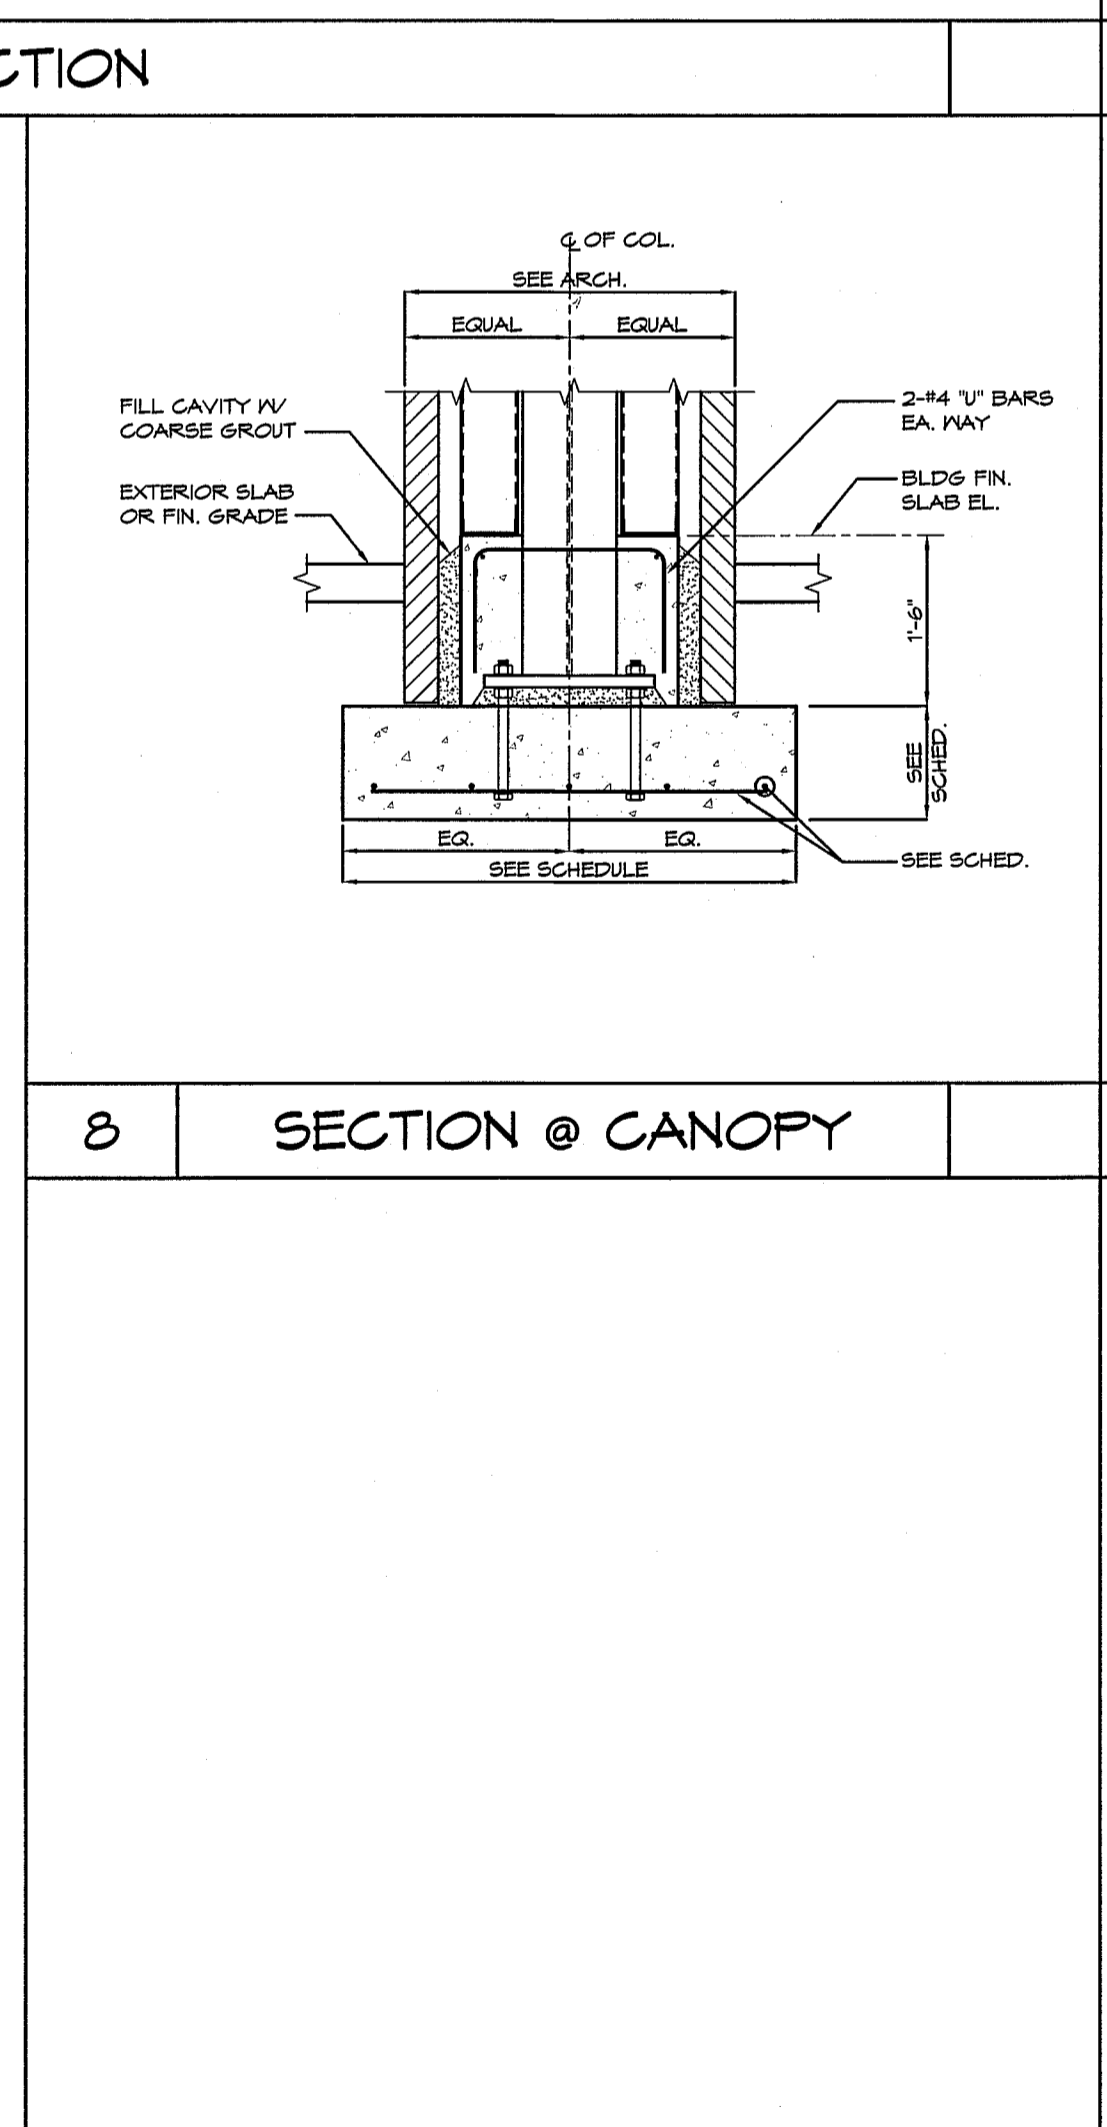 CTION
℄ OF COL.
SEE ARCH.
EQUAL EQUAL
FILL CAVITY W/
COARSE GROUT
2-#4 "U" BARS
EA. WAY
EXTERIOR SLAB
OR FIN. GRADE
BLDG FIN.
SLAB EL.
1'-6"
SEE
SCHED.
EQ. EQ.
SEE SCHEDULE
SEE SCHED.
8 SECTION @ CANOPY